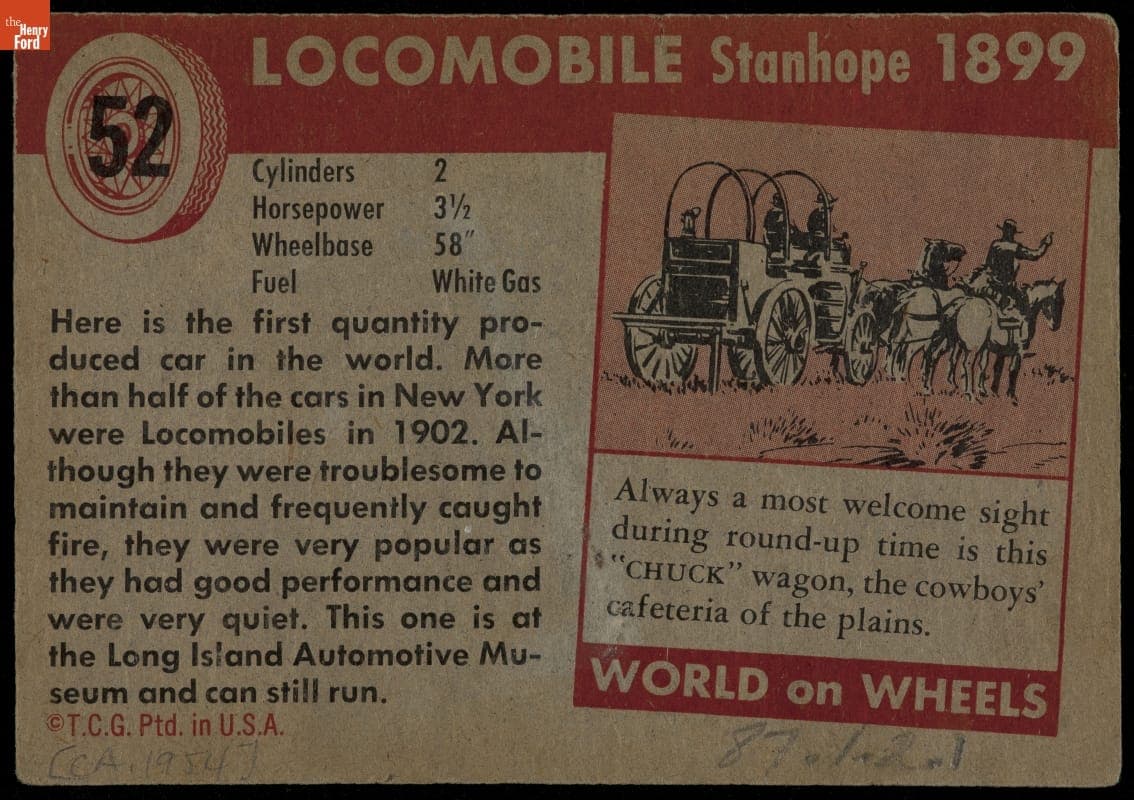 the
Henry
Ford
52
LOCOMOBILE Stanhope 1899
Cylinders 2
Horsepower 3½
Wheelbase 58"
Fuel White Gas
Here is the first quantity pro-
duced car in the world. More
than half of the cars in New York
were Locomobiles in 1902. Al-
though they were troublesome to
maintain and frequently caught
fire, they were very popular as
they had good performance and
were very quiet. This one is at
the Long Island Automotive Mu-
seum and can still run.
©T.C.G. Ptd. in U.S.A.
[CA. 1954]
Always a most welcome sight
during round-up time is this
"CHUCK" wagon, the cowboys'
cafeteria of the plains.
WORLD on WHEELS
87.1.2.1